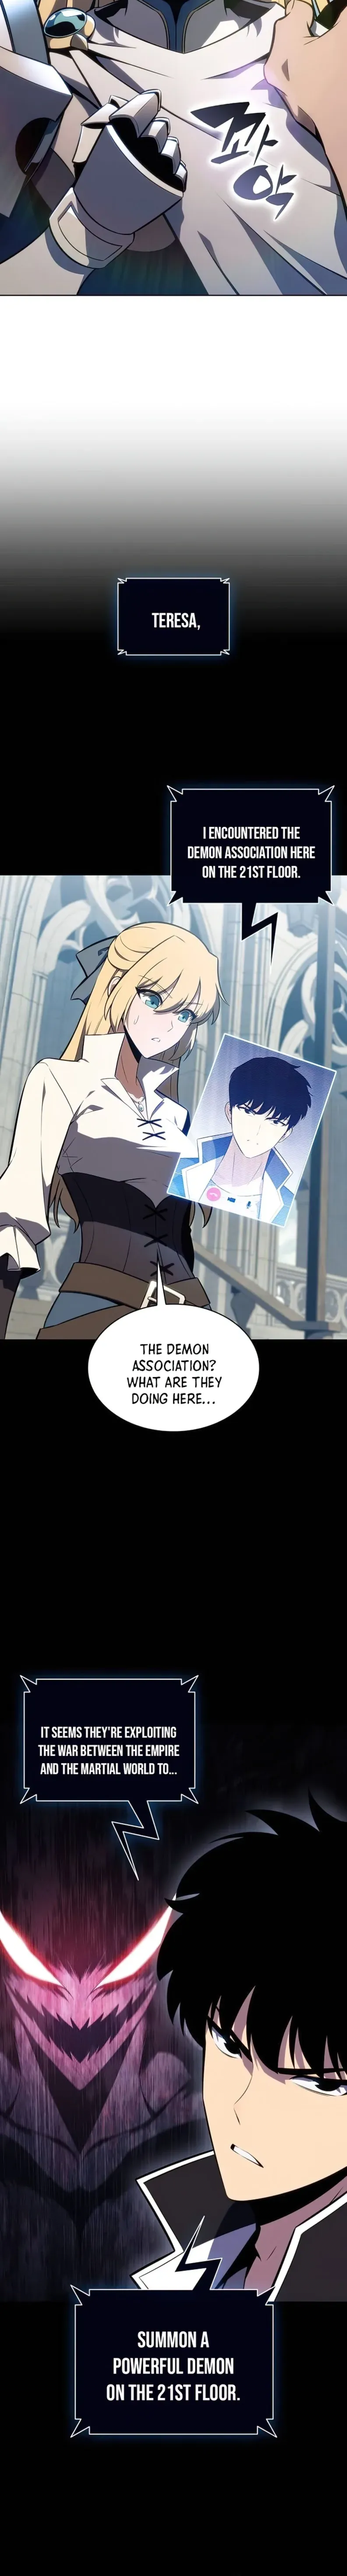 꽈악
TERESA,
I ENCOUNTERED THE
DEMON ASSOCIATION HERE
ON THE 21ST FLOOR.
THE DEMON
ASSOCIATION?
WHAT ARE THEY
DOING HERE...
IT SEEMS THEY'RE EXPLOITING
THE WAR BETWEEN THE EMPIRE
AND THE MARTIAL WORLD TO...
SUMMON A
POWERFUL DEMON
ON THE 21ST FLOOR.